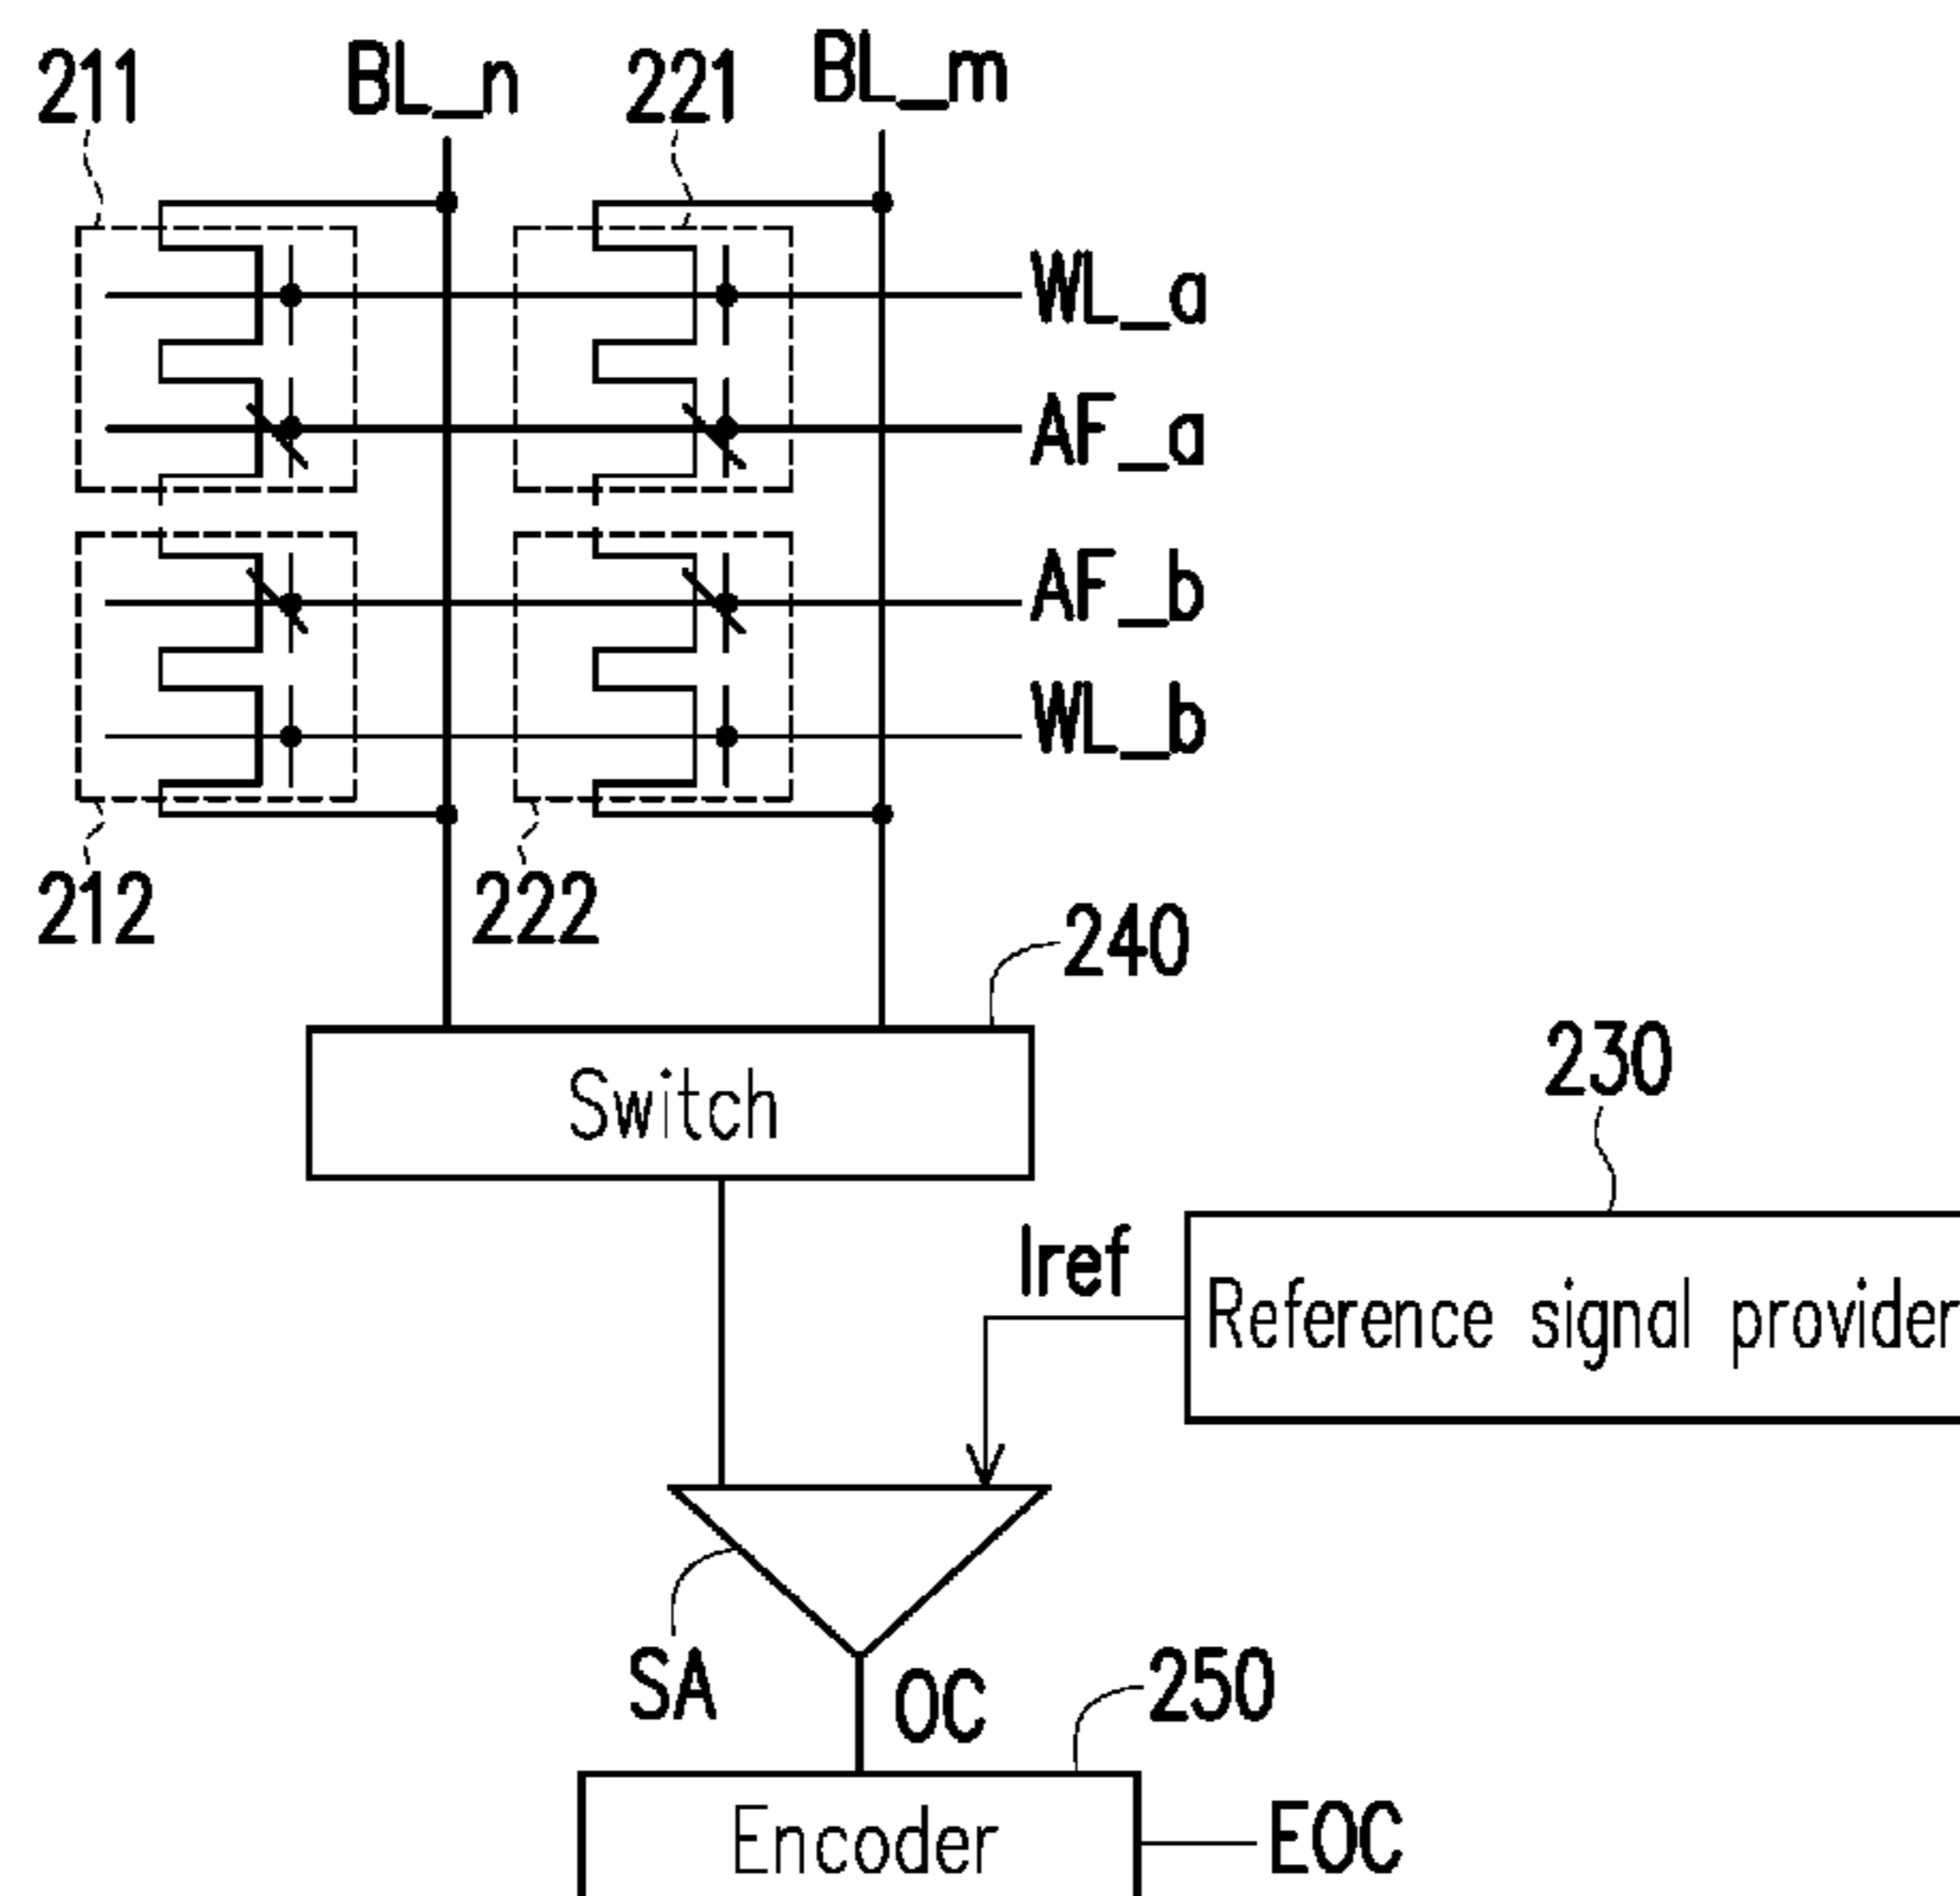 211
BL_n
221
BL_m
WL_a
AF_a
AF_b
WL_b
212
222
240
Switch
230
Iref
Reference signal provider
SA
OC
250
Encoder
EOC